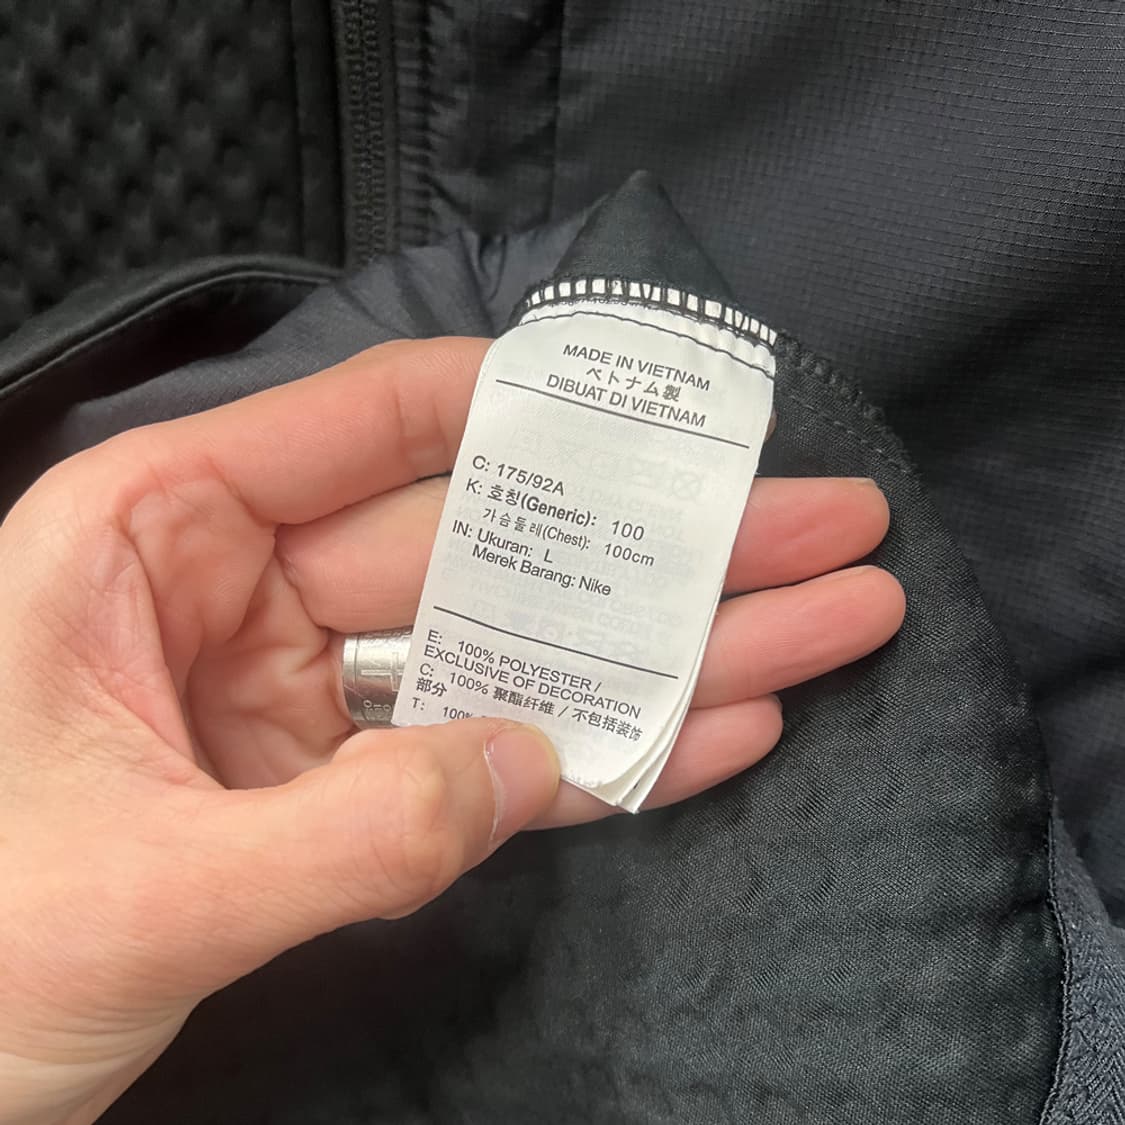 MADE IN VIETNAM
ベトナム製
DIBUAT DI VIETNAM
C: 175/92A
K: 호칭(Generic): 100
가슴둘레(Chest): 100cm
IN: Ukuran: L
Merek Barang: Nike
E: 100% POLYESTER /
EXCLUSIVE OF DECORATION
C: 100% 聚酯纤维 / 不包括装饰
部分
T: 100%